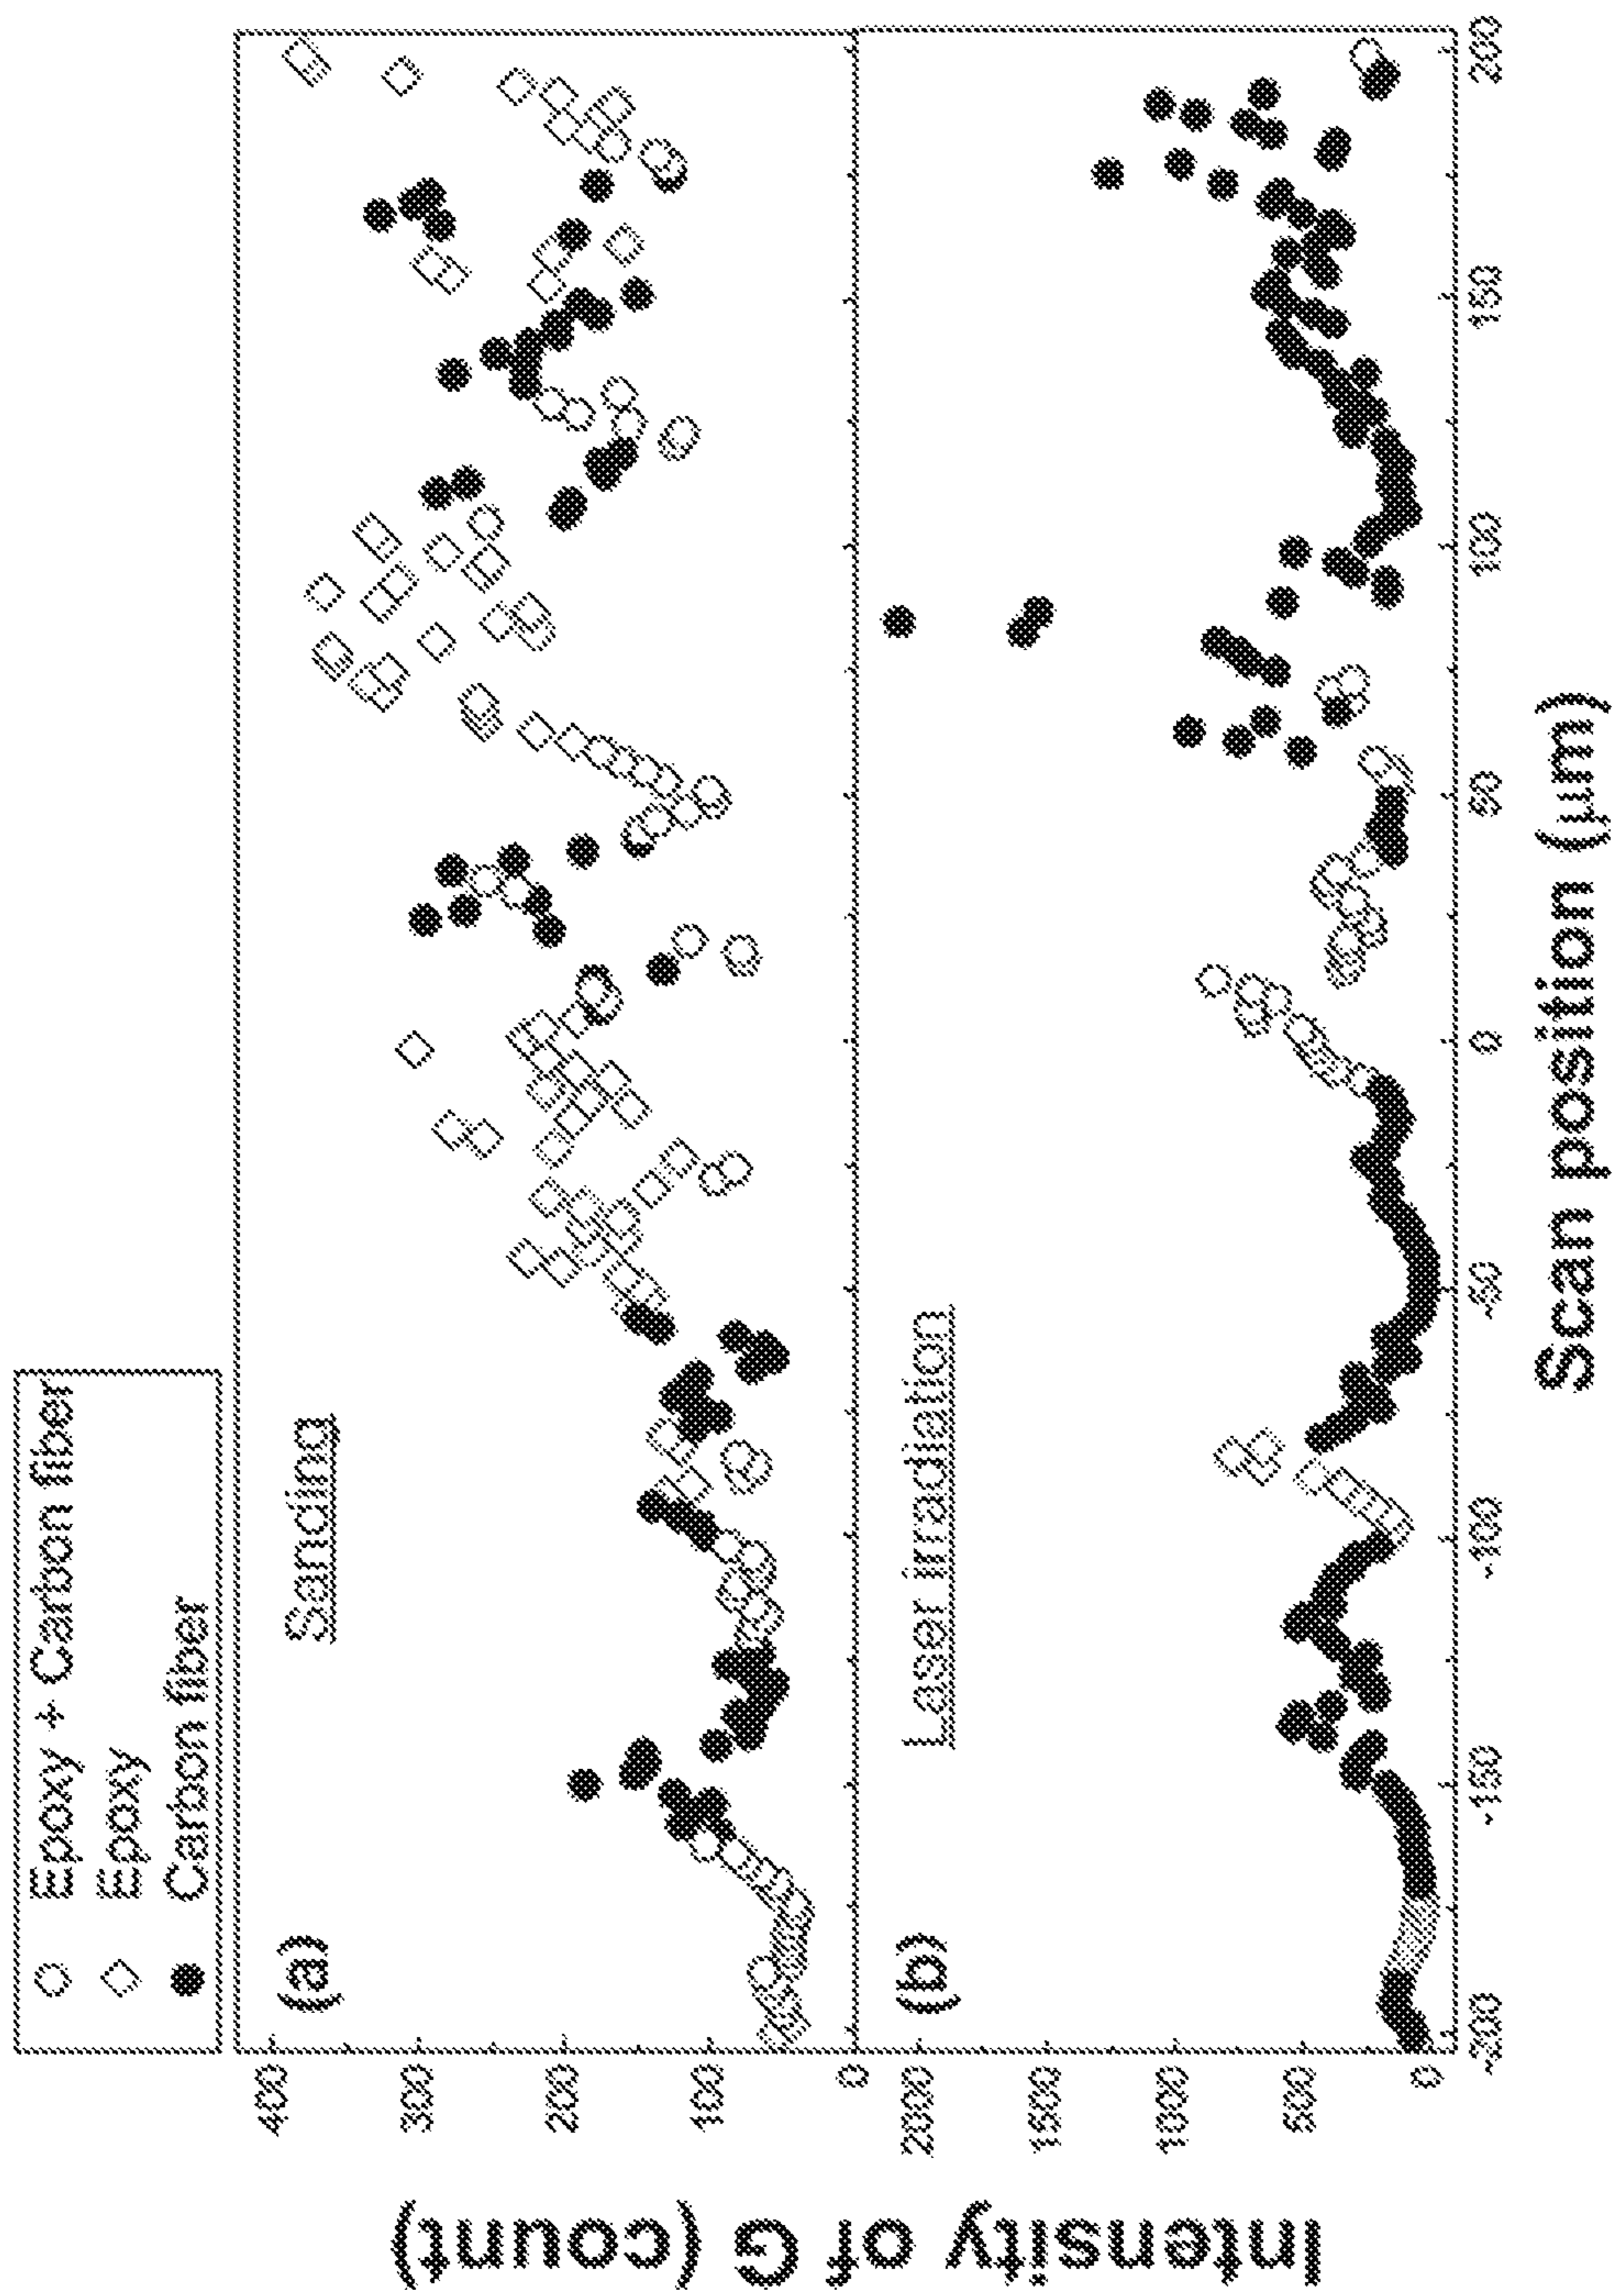 Epoxy + Carbon fiber
Epoxy
Carbon fiber
(a)
Sanding
400
300
200
100
0
(b)
Laser irradiation
2000
1500
1000
500
0
-200
-150
-100
-50
0
50
100
150
200
Scan position (µm)
Intensity of G (count)